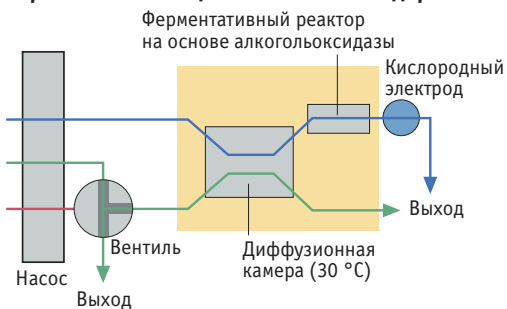 Ферментативный реактор
на основе алкогольоксидазы
Кислородный
электрод
Выход
Вентиль
Диффузионная
камера (30 °C)
Насос
Выход